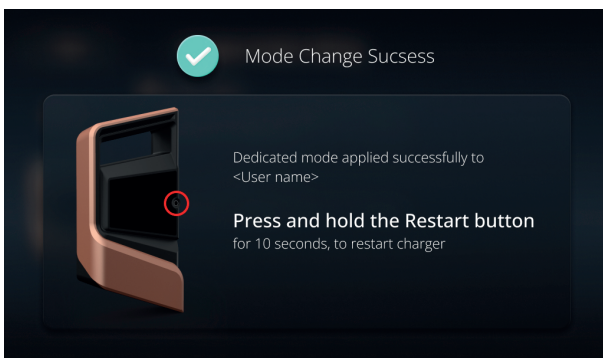 Mode Change Sucsess
Dedicated mode applied successfully to
<User name>
Press and hold the Restart button
for 10 seconds, to restart charger